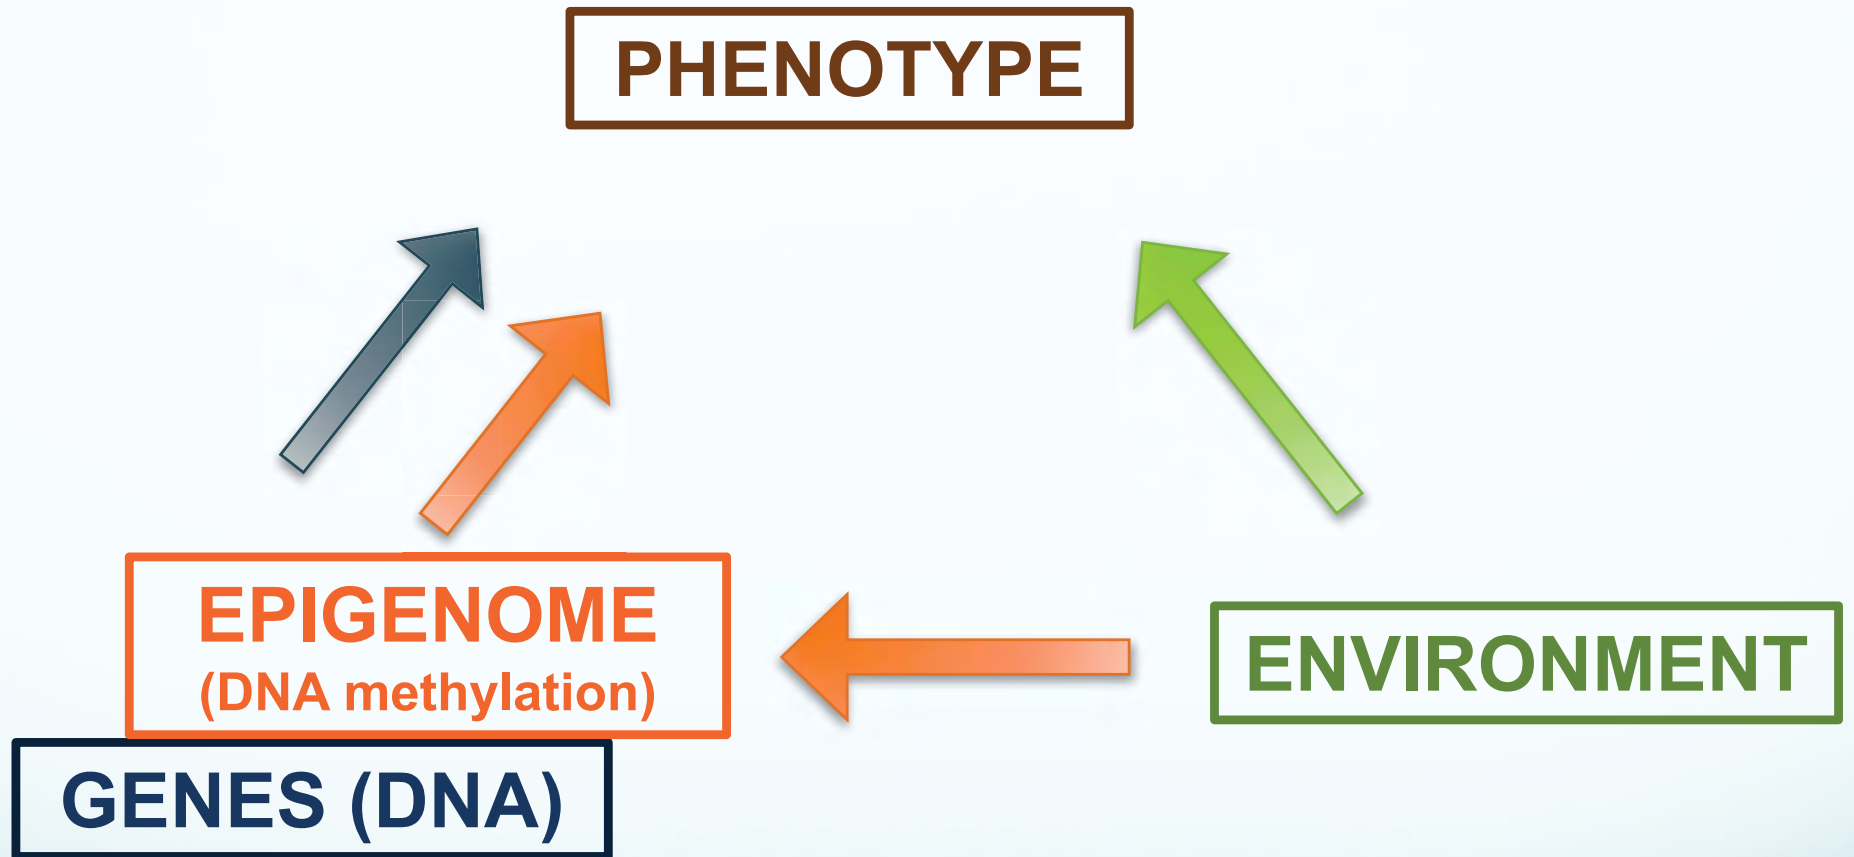 PHENOTYPE
EPIGENOME
(DNA methylation)
ENVIRONMENT
GENES (DNA)